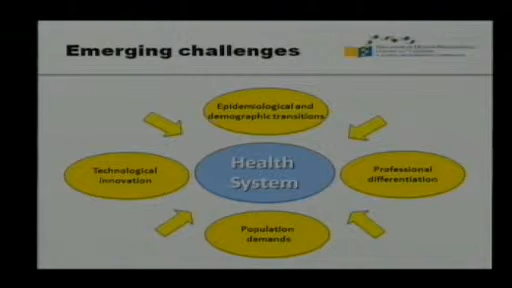 Emerging challenges
Epidemiological and
demographic transitions
Technological
innovation
Health
System
Professional
differentiation
Population
demands